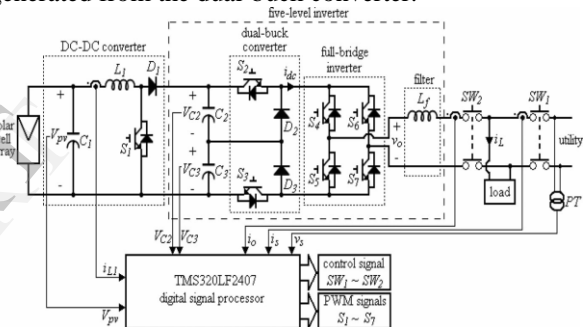 generated from the dual-buck converter.
five-level inverter
dual-buck
converter
DC-DC converter
full-bridge
inverter
filter
L1
D1
S2
idc
S4
S6
Lf
SW2
SW1
+
+
Vpv
C1
S1
VC2
C2
D2
+
vo
iL
utility
+
VC3
C3
D3
S5
S7
-
load
-
-
S3
PT
VC2
VC3
io
is
vs
iL1
Vpv
TMS320LF2407
digital signal processor
control signal
SW1 ~ SW2
PWM signals
S1 ~ S7